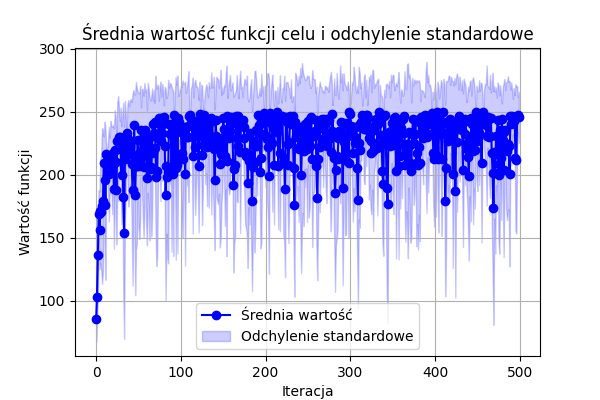 Średnia wartość funkcji celu i odchylenie standardowe
300
250
200
150
100
Wartość funkcji
Średnia wartość
Odchylenie standardowe
0 100 200 300 400 500
Iteracja